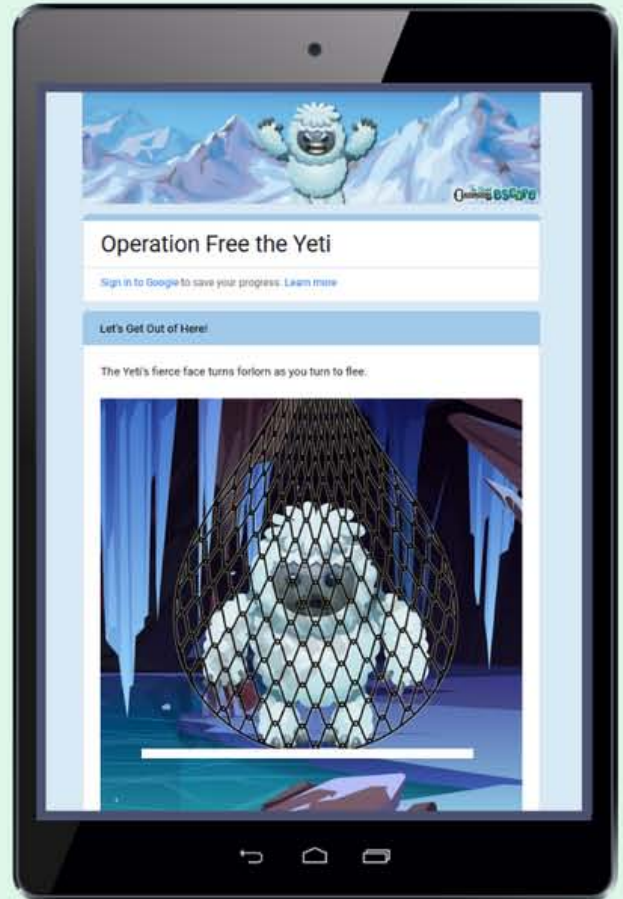 Operation Free the Yeti
Sign in to Google to save your progress. Learn more
Let's Get Out of Here!
The Yeti's fierce face turns forlorn as you turn to flee.